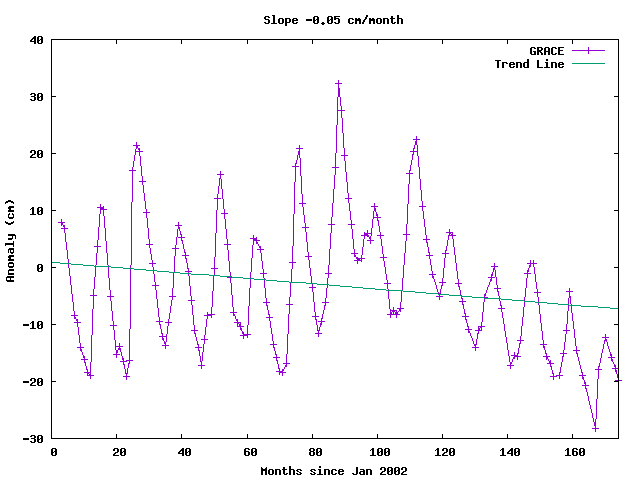 Slope -0.05 cm/month
GRACE
Trend Line
40
30
20
10
0
-10
-20
-30
Anomaly (cm)
0 20 40 60 80 100 120 140 160
Months since Jan 2002